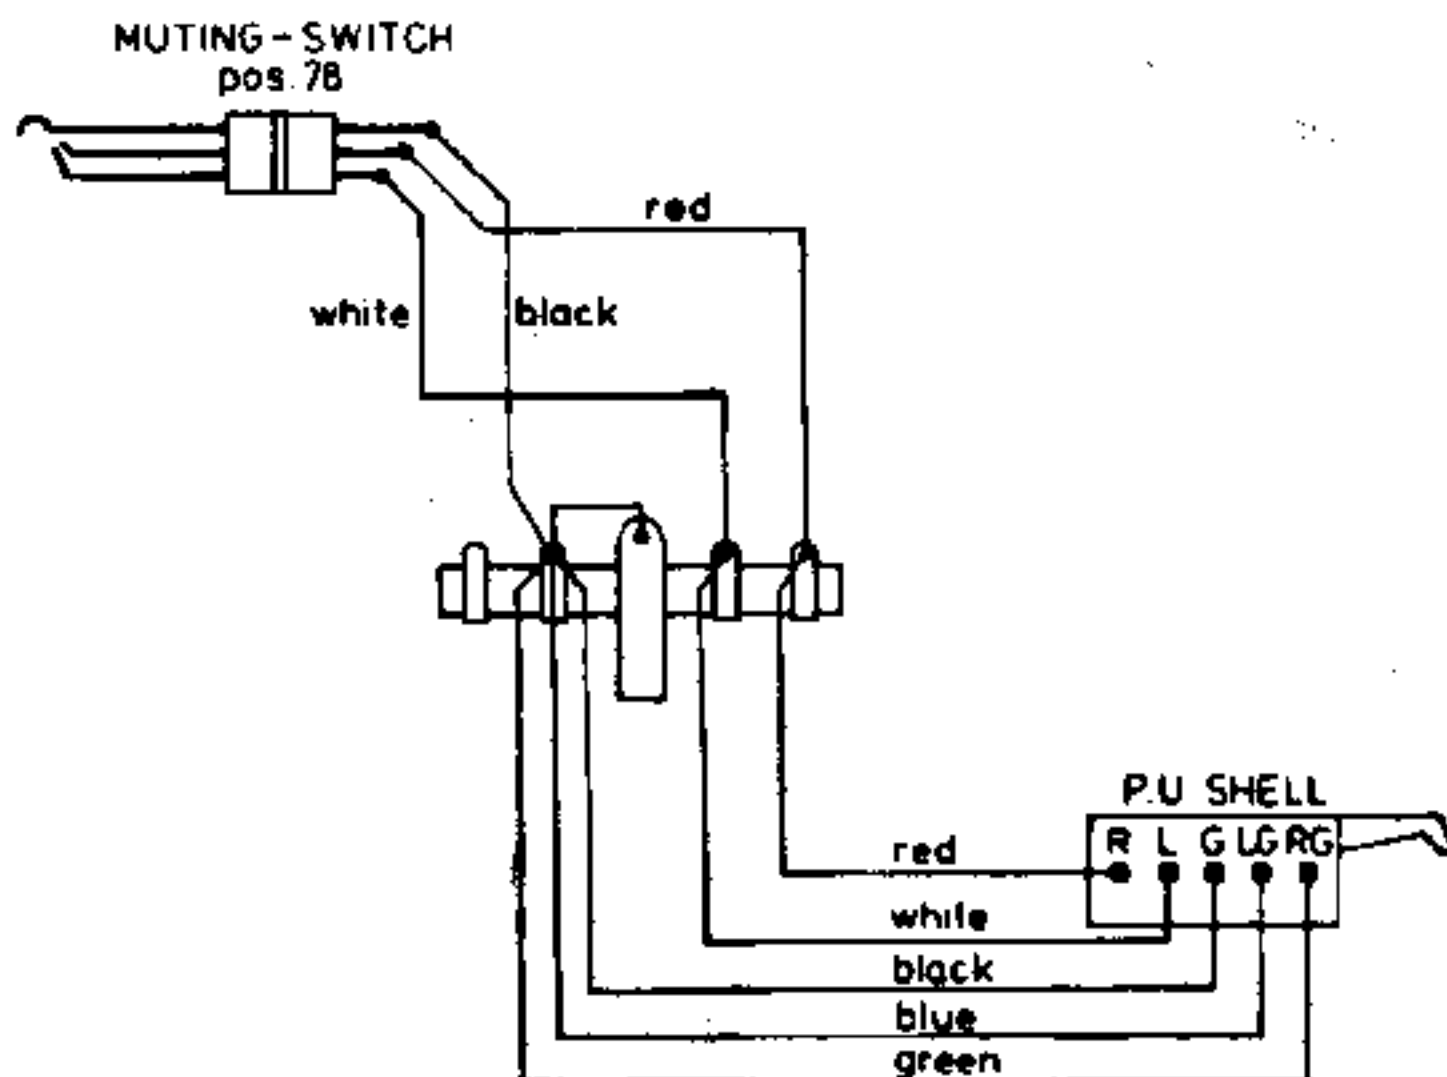 MUTING-SWITCH
pos. 78
red
white
black
P.U SHELL
R L G LG RG
red
white
black
blue
green